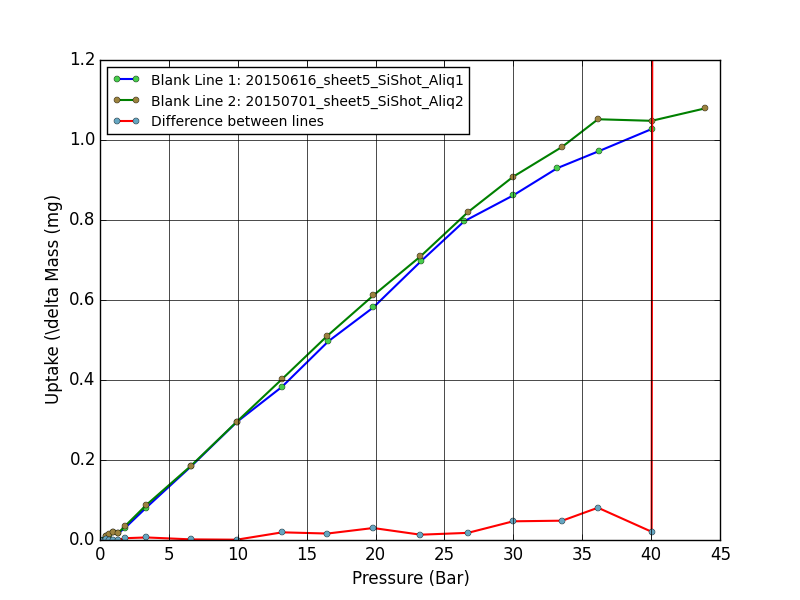 1.2
1.0
0.8
0.6
0.4
0.2
0.0
Uptake (\delta Mass (mg)
Blank Line 1: 20150616_sheet5_SiShot_Aliq1
Blank Line 2: 20150701_sheet5_SiShot_Aliq2
Difference between lines
0 5 10 15 20 25 30 35 40 45
Pressure (Bar)